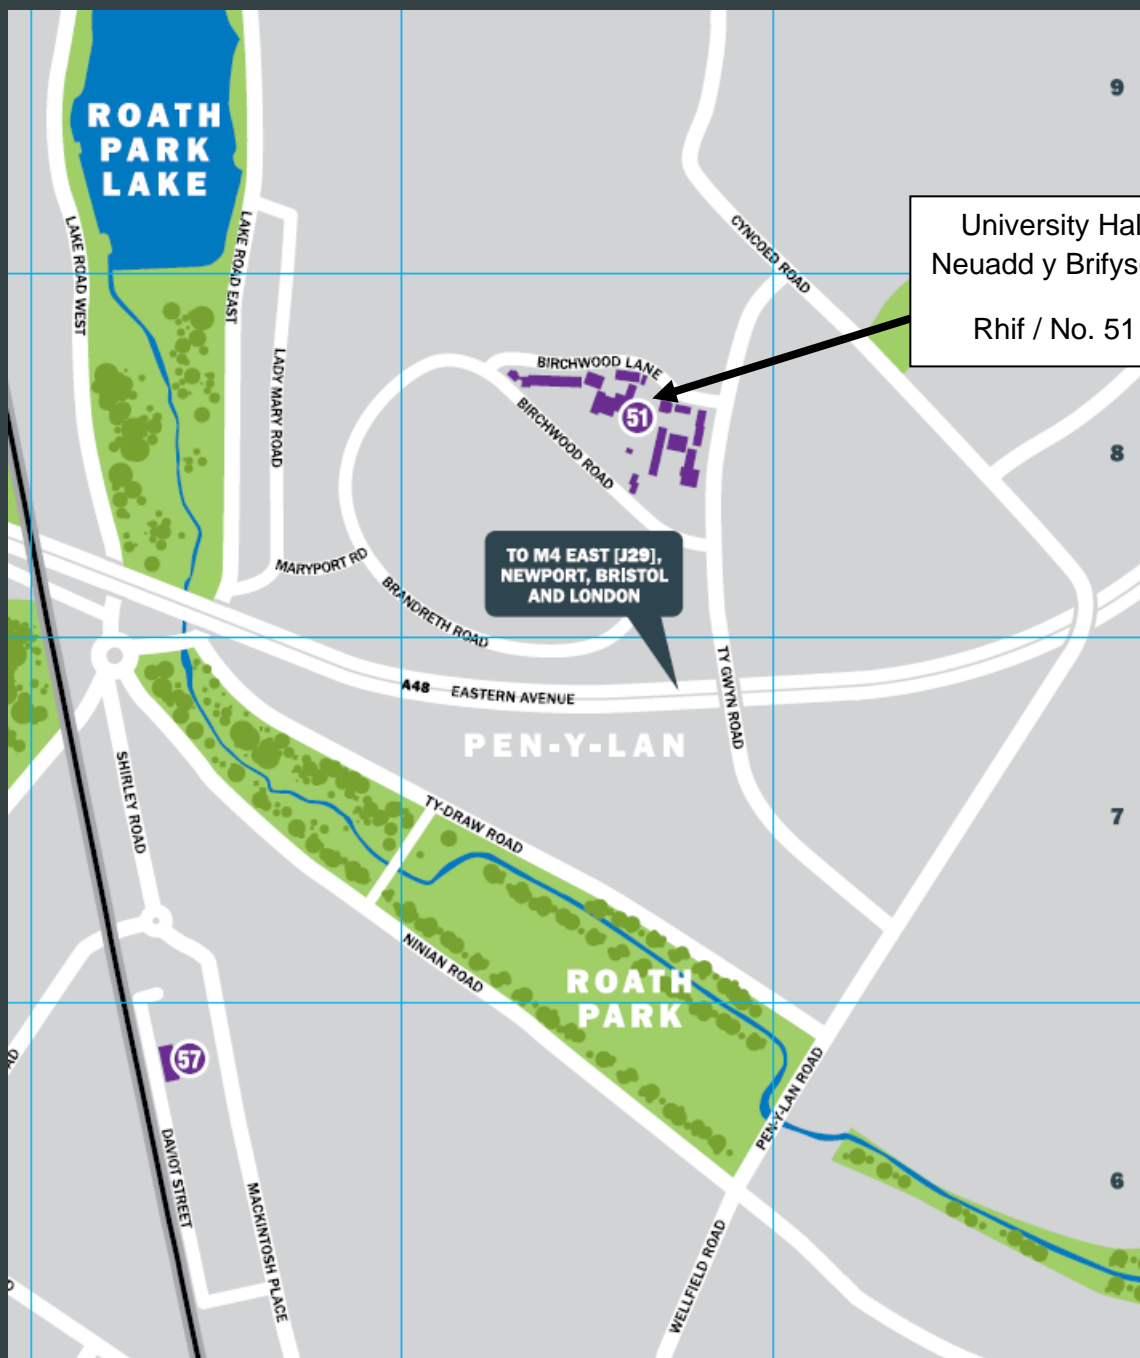 9
ROATH
PARK
LAKE
University Hal
Neuadd y Brifys
Rhif / No. 51
CYNCOED ROAD
LAKE ROAD WEST
LAKE ROAD EAST
LADY MARY ROAD
BIRCHWOOD LANE
51
BIRCHWOOD ROAD
8
TO M4 EAST [J29],
NEWPORT, BRISTOL
AND LONDON
MARYPORT RD
BRANDRETH ROAD
TY GWYN ROAD
A48 EASTERN AVENUE
PEN-Y-LAN
SHIRLEY ROAD
TY-DRAW ROAD
7
NINIAN ROAD
ROATH
PARK
57
PEN-Y-LAN ROAD
DAVIOT STREET
MACKINTOSH PLACE
6
WELLFIELD ROAD